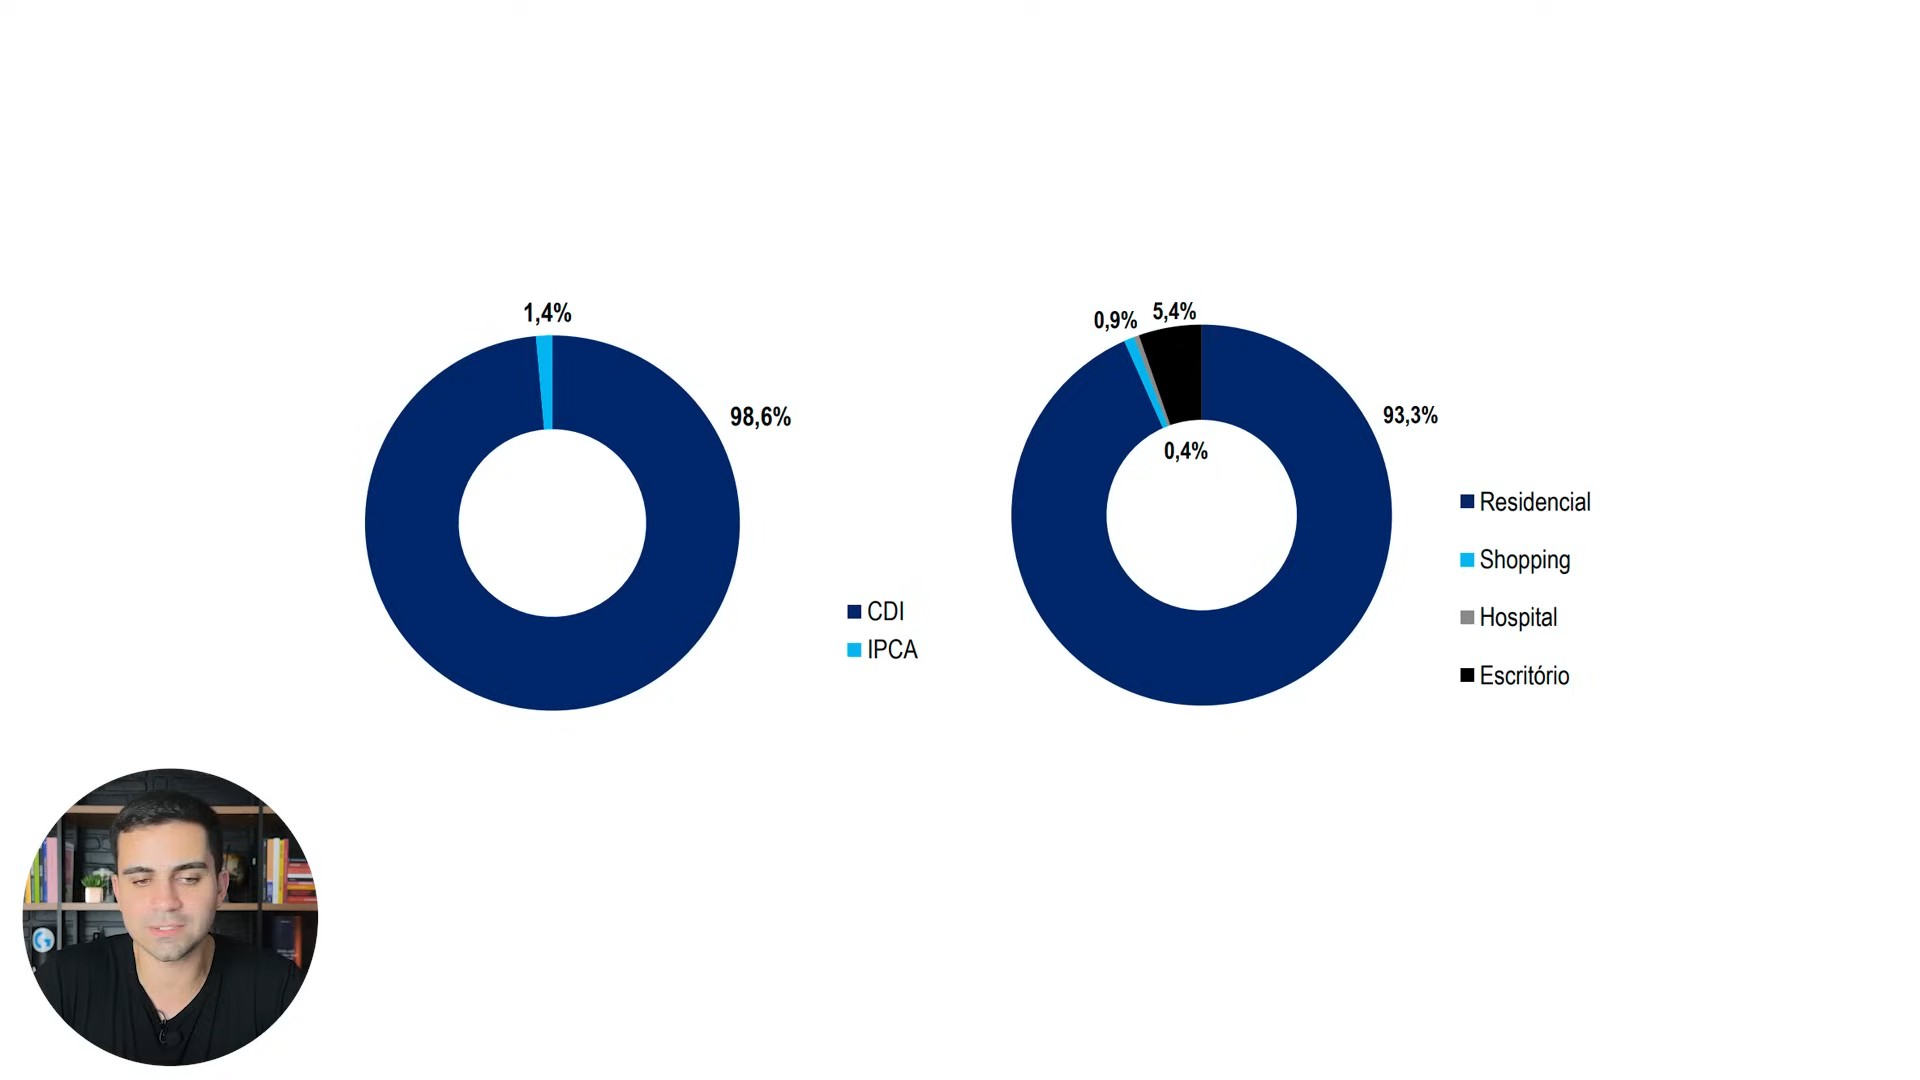 1,4%
98,6%
CDI
IPCA
0,9%
5,4%
93,3%
0,4%
Residencial
Shopping
Hospital
Escritório